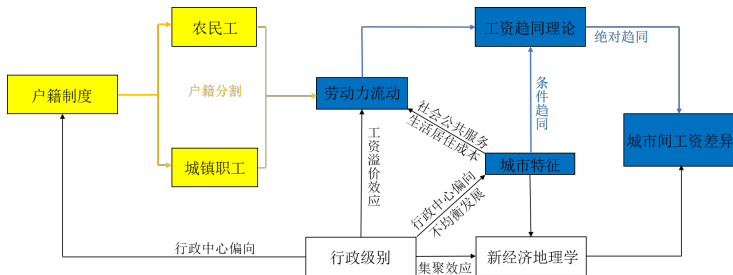 农民工
工资趋同理论
绝对趋同
户籍制度
户籍分割
劳动力流动
条件趋同
社会公共服务
生活居住成本
城市间工资差异
城镇职工
工资溢价效应
城市特征
行政中心偏向
不均衡发展
行政中心偏向
行政级别
集聚效应
新经济地理学